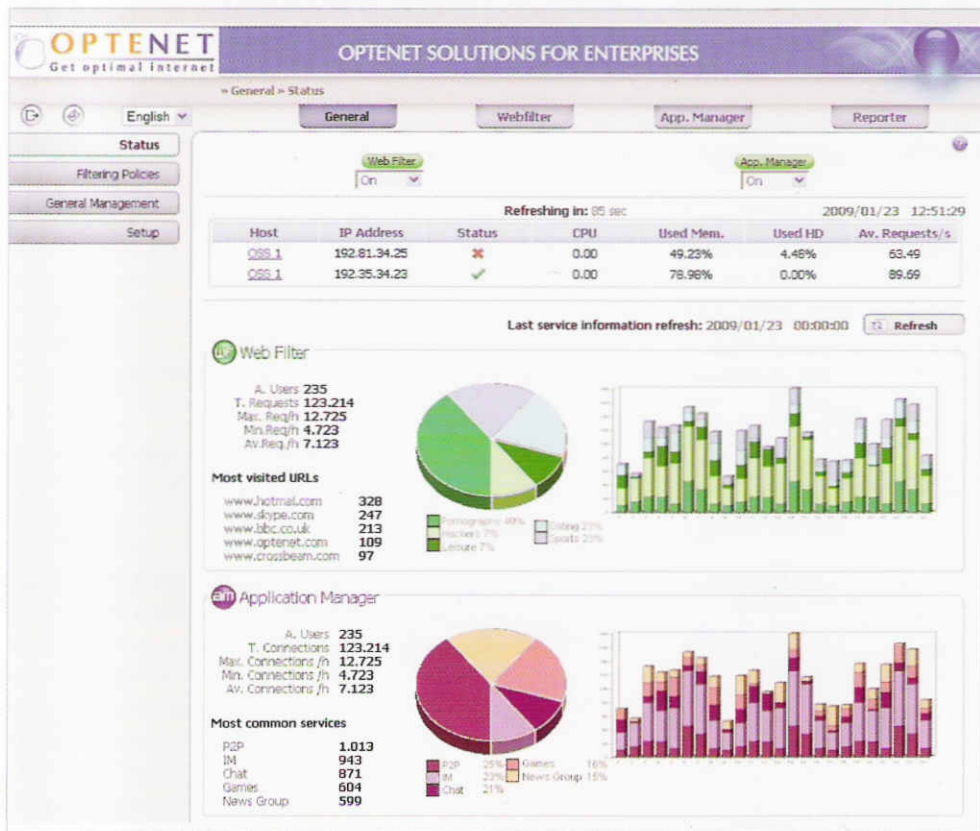 OPTENET
Get optimal internet
OPTENET SOLUTIONS FOR ENTERPRISES
» General » Status
English
General
Webfilter
App. Manager
Reporter
Status
Filtering Policies
General Management
Setup
Web Filter
On
App. Manager
On
Refreshing in: 85 sec
2009/01/23 12:51:29
Host IP Address Status CPU Used Mem. Used HD Av. Requests/s
OSS 1 192.81.34.25 0.00 49.23% 4.48% 63.49
OSS 1 192.35.34.23 0.00 78.98% 0.00% 89.69
Last service information refresh: 2009/01/23 00:00:00
Refresh
Web Filter
A. Users 235
T. Requests 123.214
Max. Req/h 12.725
Min.Req/h 4.723
Av.Req./h 7.123
Most visited URLs
www.hotmail.com 328
www.skype.com 247
www.bbc.co.uk 213
www.optenet.com 109
www.crossbeam.com 97
Pornography 40%
Hackers 7%
Leisure 7%
Dating 23%
Sports 23%
am Application Manager
A. Users 235
T. Connections 123.214
Max. Connections /h 12.725
Min. Connections /h 4.723
Av. Connections /h 7.123
Most common services
P2P 1.013
IM 943
Chat 871
Games 604
News Group 599
P2P 25%
IM 23%
Chat 21%
Games 16%
News Group 15%